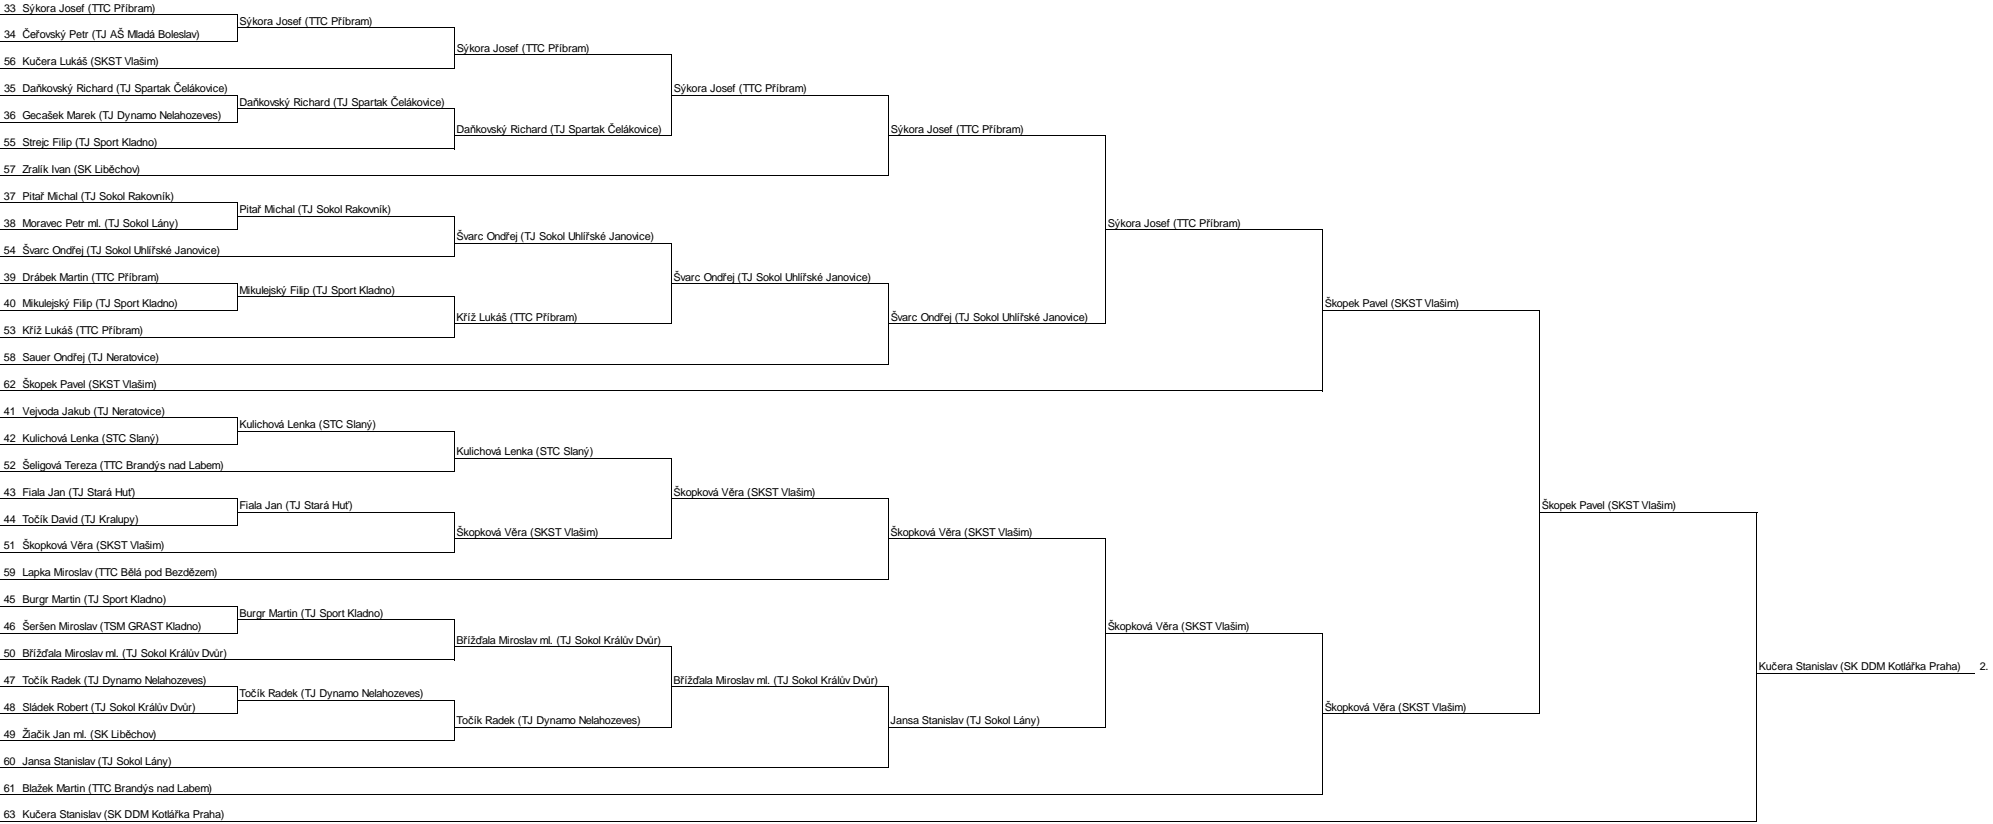 33 Sýkora Josef (TTC Příbram)
Sýkora Josef (TTC Příbram)
34 Čeřovský Petr (TJ AŠ Mladá Boleslav)
Sýkora Josef (TTC Příbram)
56 Kučera Lukáš (SKST Vlašim)
Sýkora Josef (TTC Příbram)
35 Daňkovský Richard (TJ Spartak Čelákovice)
Daňkovský Richard (TJ Spartak Čelákovice)
36 Gecašek Marek (TJ Dynamo Nelahozeves)
Daňkovský Richard (TJ Spartak Čelákovice)
Sýkora Josef (TTC Příbram)
55 Strejc Filip (TJ Sport Kladno)
57 Zralík Ivan (SK Liběchov)
37 Pitař Michal (TJ Sokol Rakovník)
Pitař Michal (TJ Sokol Rakovník)
38 Moravec Petr ml. (TJ Sokol Lány)
Sýkora Josef (TTC Příbram)
Švarc Ondřej (TJ Sokol Uhlířské Janovice)
54 Švarc Ondřej (TJ Sokol Uhlířské Janovice)
39 Drábek Martin (TTC Příbram)
Švarc Ondřej (TJ Sokol Uhlířské Janovice)
Mikulejský Filip (TJ Sport Kladno)
40 Mikulejský Filip (TJ Sport Kladno)
Škopek Pavel (SKST Vlašim)
Kříž Lukáš (TTC Příbram)
Švarc Ondřej (TJ Sokol Uhlířské Janovice)
53 Kříž Lukáš (TTC Příbram)
58 Sauer Ondřej (TJ Neratovice)
62 Škopek Pavel (SKST Vlašim)
41 Vejvoda Jakub (TJ Neratovice)
Kulichová Lenka (STC Slaný)
42 Kulichová Lenka (STC Slaný)
Kulichová Lenka (STC Slaný)
52 Šeligová Tereza (TTC Brandýs nad Labem)
43 Fiala Jan (TJ Stará Huť)
Škopková Věra (SKST Vlašim)
Fiala Jan (TJ Stará Huť)
Škopek Pavel (SKST Vlašim)
44 Točík David (TJ Kralupy)
Škopková Věra (SKST Vlašim)
Škopková Věra (SKST Vlašim)
51 Škopková Věra (SKST Vlašim)
59 Lapka Miroslav (TTC Bělá pod Bezdězem)
45 Burgr Martin (TJ Sport Kladno)
Burgr Martin (TJ Sport Kladno)
46 Šeršen Miroslav (TSM GRAST Kladno)
Škopková Věra (SKST Vlašim)
Břížďala Miroslav ml. (TJ Sokol Králův Dvůr)
50 Břížďala Miroslav ml. (TJ Sokol Králův Dvůr)
Kučera Stanislav (SK DDM Kotlářka Praha) 2.
47 Točík Radek (TJ Dynamo Nelahozeves)
Břížďala Miroslav ml. (TJ Sokol Králův Dvůr)
Točík Radek (TJ Dynamo Nelahozeves)
48 Sládek Robert (TJ Sokol Králův Dvůr)
Škopková Věra (SKST Vlašim)
Točík Radek (TJ Dynamo Nelahozeves)
Jansa Stanislav (TJ Sokol Lány)
49 Žiačik Jan ml. (SK Liběchov)
60 Jansa Stanislav (TJ Sokol Lány)
61 Blažek Martin (TTC Brandýs nad Labem)
63 Kučera Stanislav (SK DDM Kotlářka Praha)